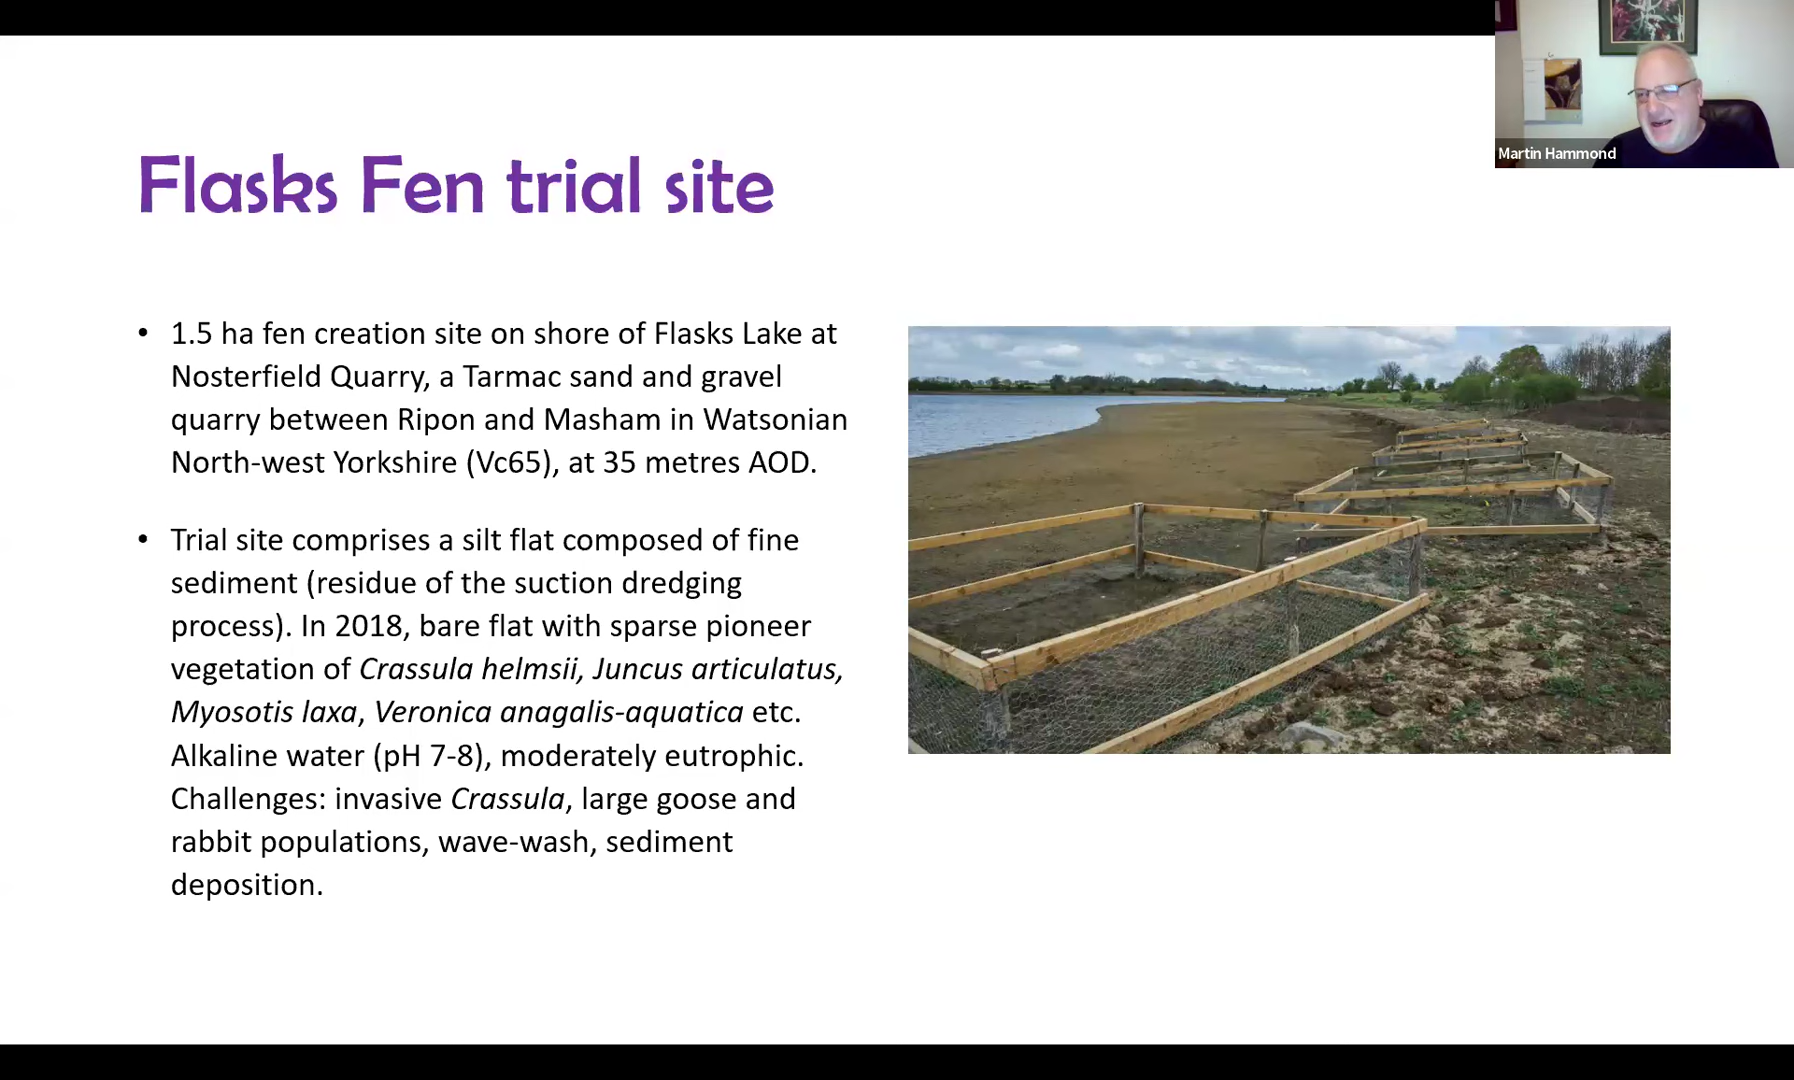 Martin Hammond
Flasks Fen trial site
• 1.5 ha fen creation site on shore of Flasks Lake at
Nosterfield Quarry, a Tarmac sand and gravel
quarry between Ripon and Masham in Watsonian
North-west Yorkshire (Vc65), at 35 metres AOD.
• Trial site comprises a silt flat composed of fine
sediment (residue of the suction dredging
process). In 2018, bare flat with sparse pioneer
vegetation of Crassula helmsii, Juncus articulatus,
Myosotis laxa, Veronica anagalis-aquatica etc.
Alkaline water (pH 7-8), moderately eutrophic.
Challenges: invasive Crassula, large goose and
rabbit populations, wave-wash, sediment
deposition.